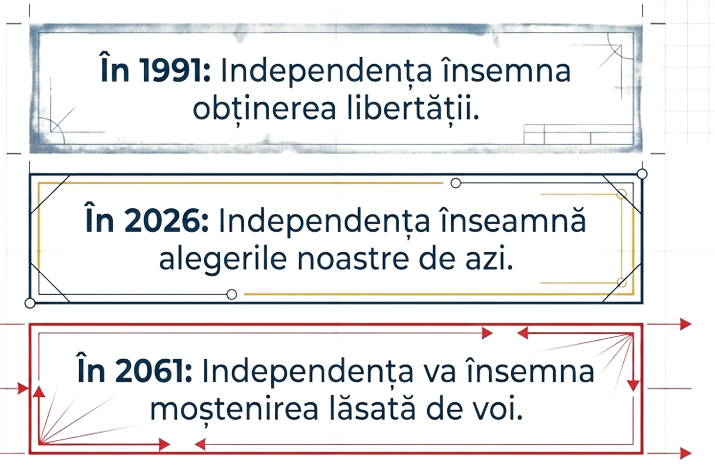 În 1991: Independența însemna
obținerea libertății.
În 2026: Independența înseamnă
alegerile noastre de azi.
În 2061: Independența va însemna
moștenirea lăsată de voi.